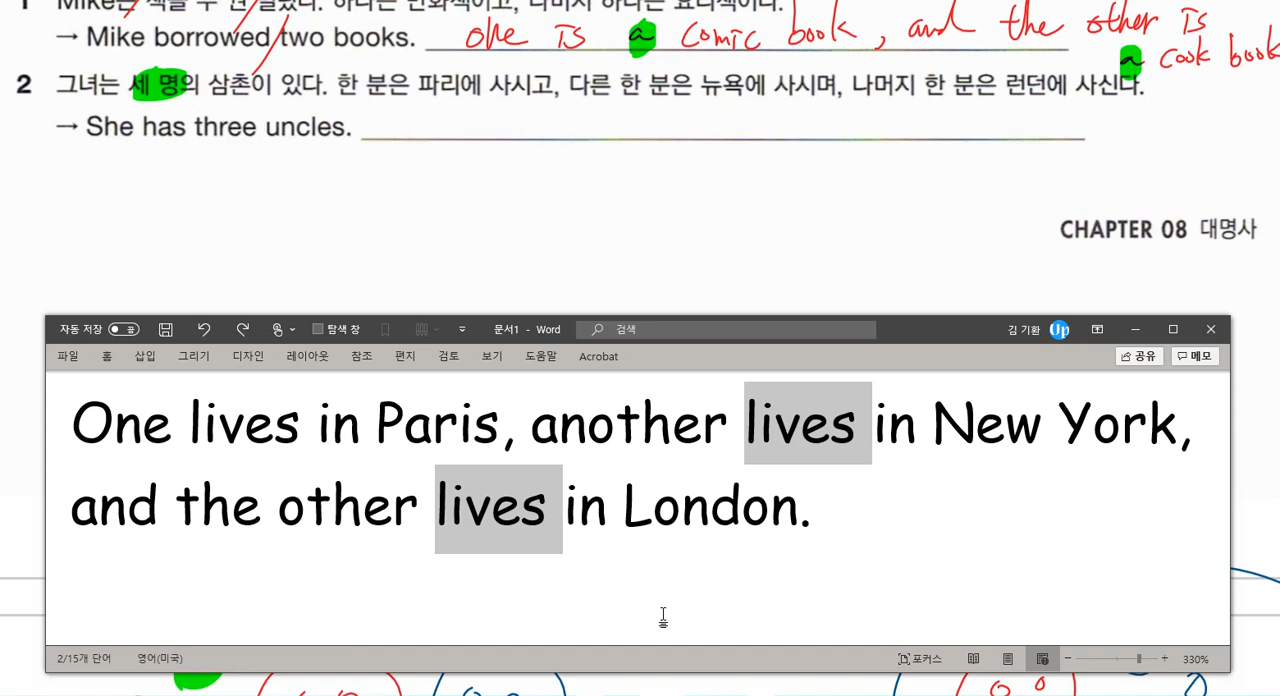 → Mike borrowed two books. one is a comic book, and the other is
a cook book
2 그녀는 세 명의 삼촌이 있다. 한 분은 파리에 사시고, 다른 한 분은 뉴욕에 사시며, 나머지 한 분은 런던에 사신다.
→ She has three uncles.
CHAPTER 08 대명사
자동 저장 문서1 - Word 검색 김 기환 Up
탐색 창
파일 홈 삽입 그리기 디자인 레이아웃 참조 편지 검토 보기 도움말 Acrobat 공유 메모
One lives in Paris, another lives in New York,
and the other lives in London.
2/15개 단어 영어(미국) 포커스 330%